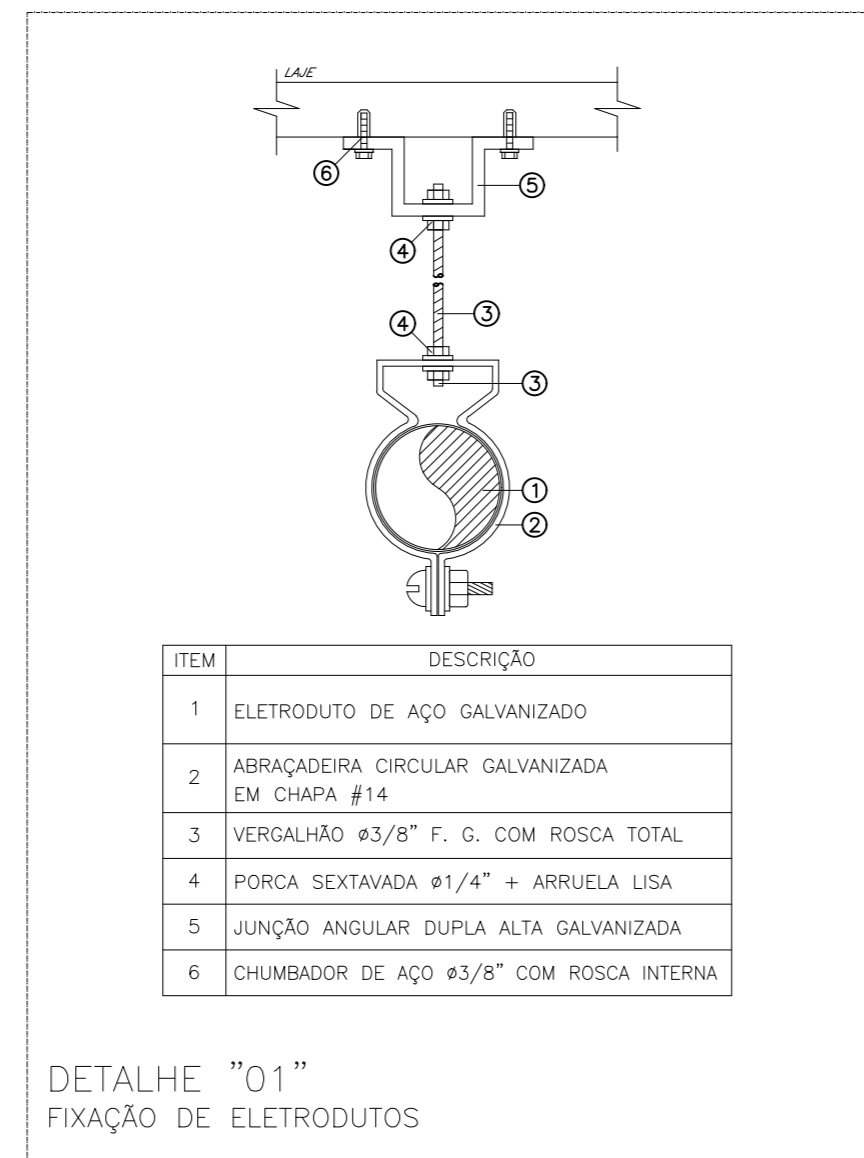 LAJE
6
5
4
4
3
3
1
2
ITEM DESCRIÇÃO
1 ELETRODUTO DE AÇO GALVANIZADO
2 ABRAÇADEIRA CIRCULAR GALVANIZADA
EM CHAPA #14
3 VERGALHÃO ø3/8" F. G. COM ROSCA TOTAL
4 PORCA SEXTAVADA ø1/4" + ARRUELA LISA
5 JUNÇÃO ANGULAR DUPLA ALTA GALVANIZADA
6 CHUMBADOR DE AÇO ø3/8" COM ROSCA INTERNA
DETALHE "01"
FIXAÇÃO DE ELETRODUTOS